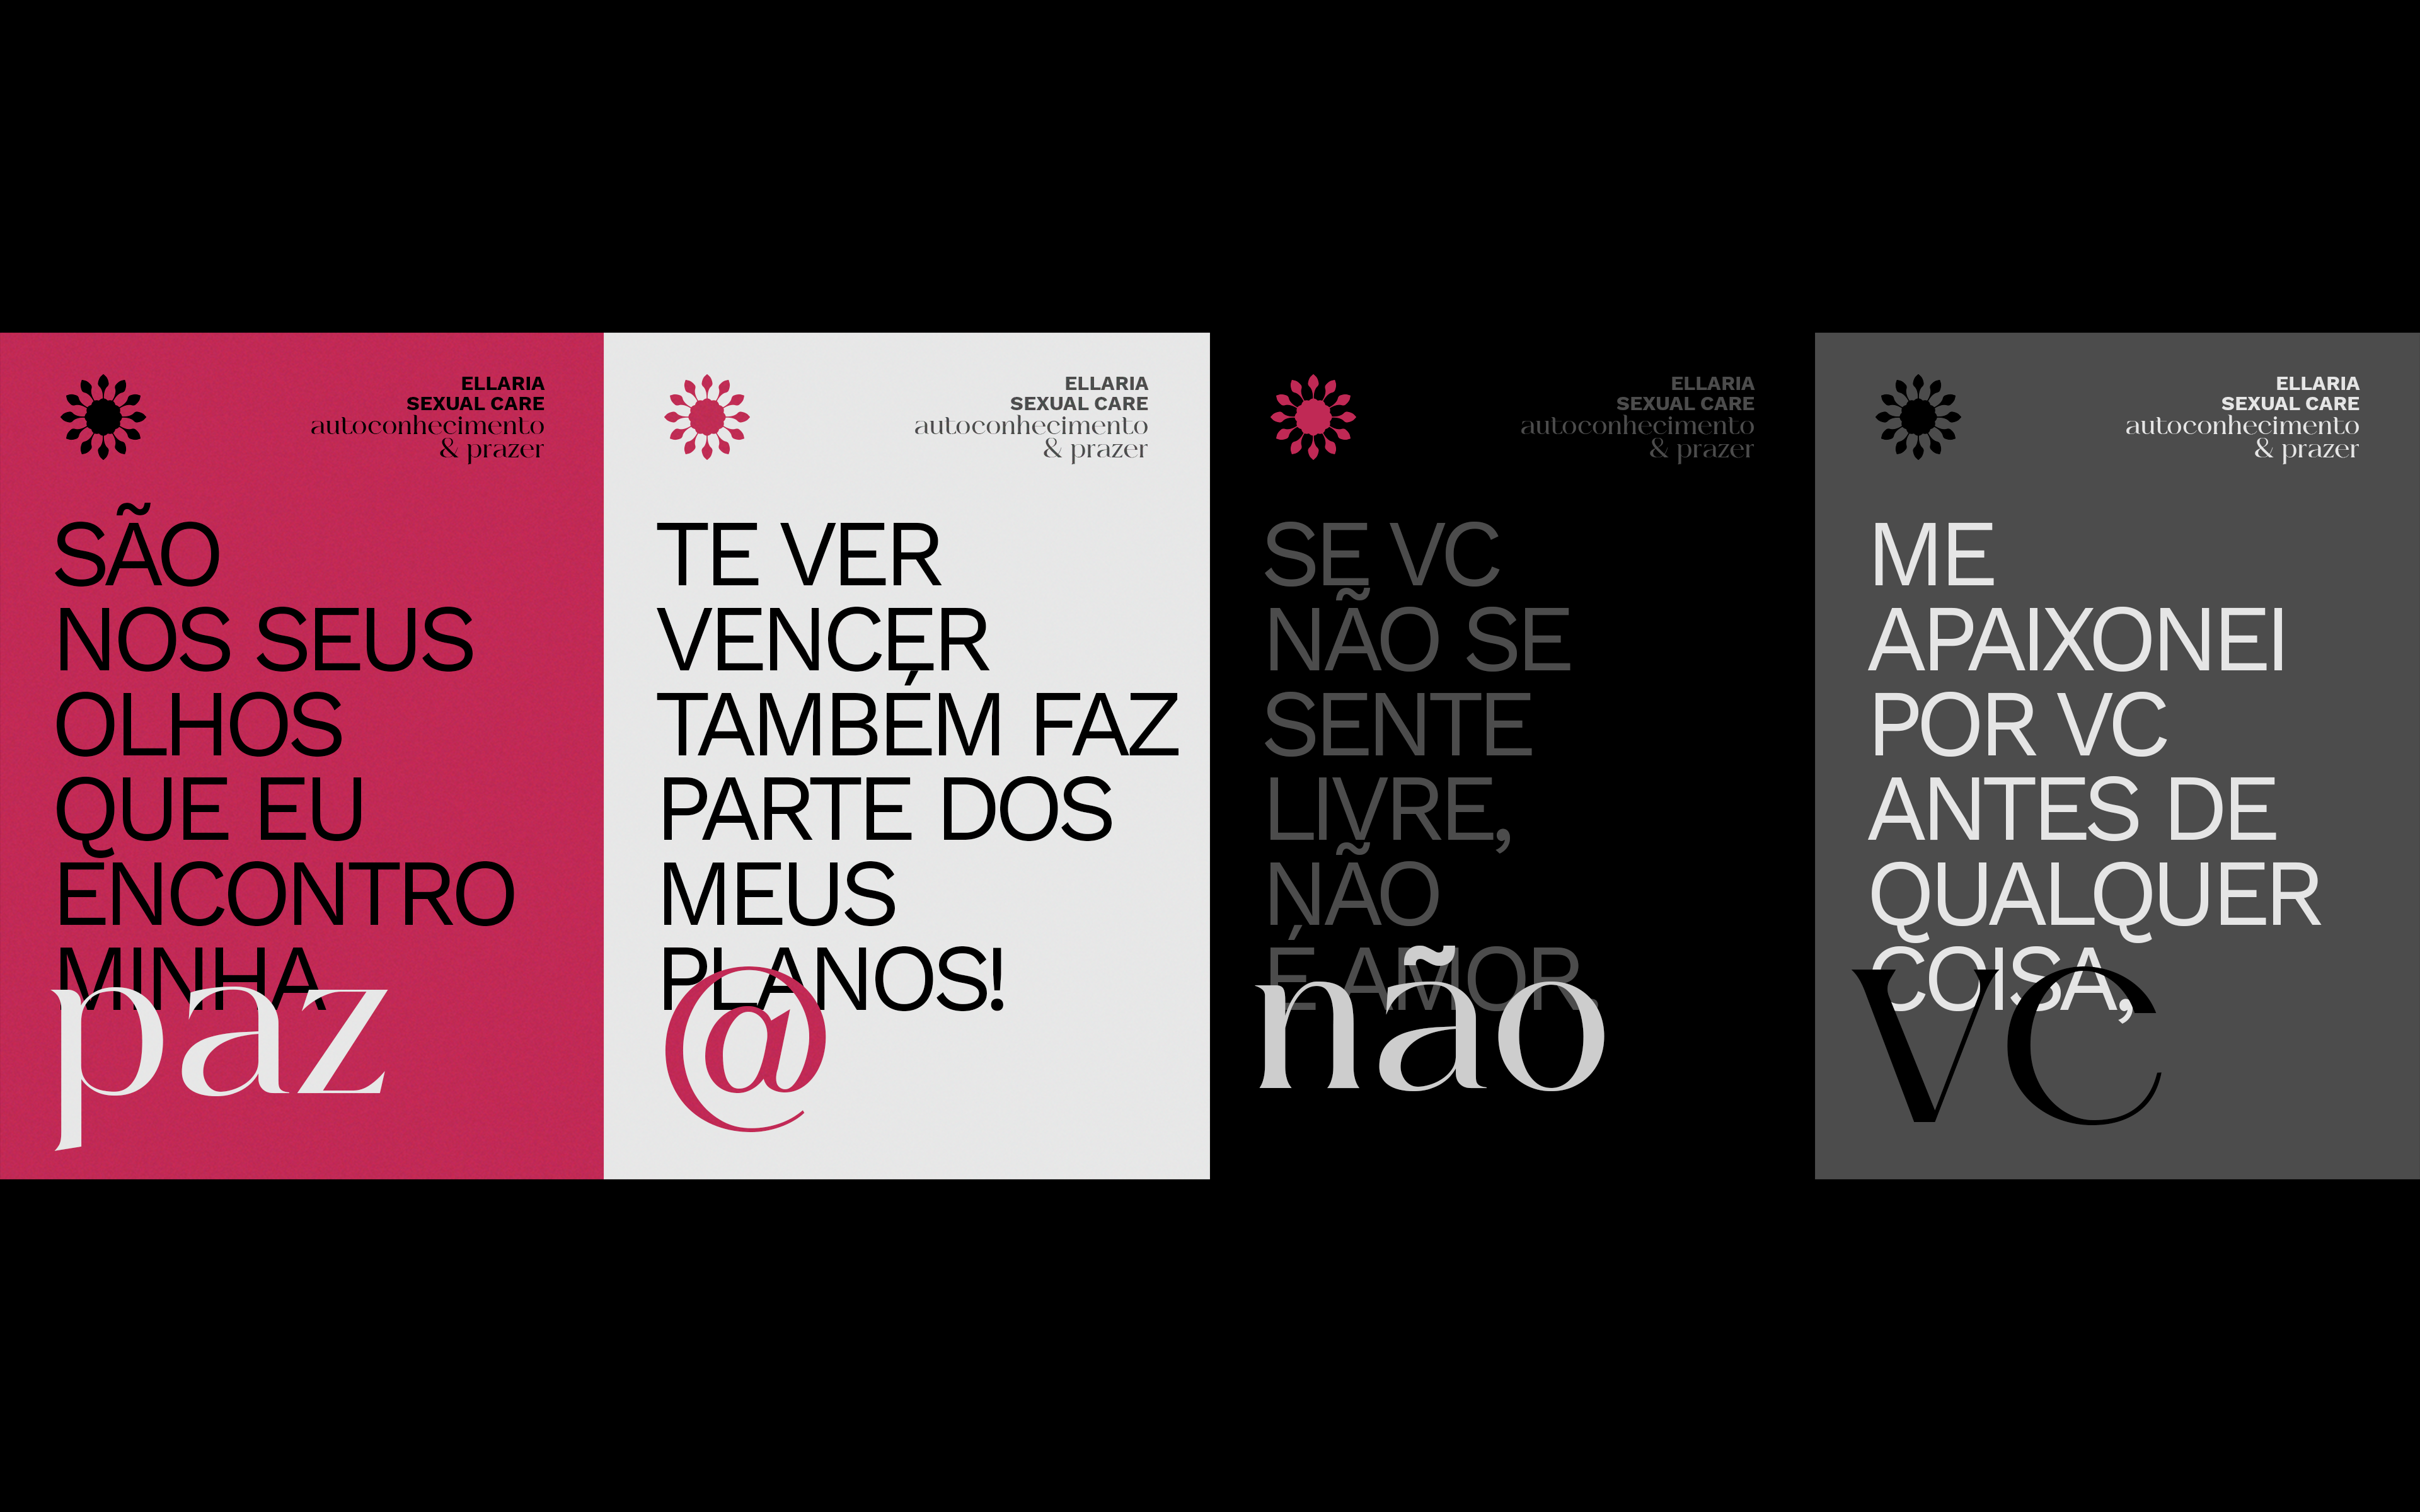 ELLARIA
SEXUAL CARE
autoconhecimento
& prazer
SÃO
NOS SEUS
OLHOS
QUE EU
ENCONTRO
MINHA
paz
ELLARIA
SEXUAL CARE
autoconhecimento
& prazer
TE VER
VENCER
TAMBÉM FAZ
PARTE DOS
MEUS
PLANOS!
@
ELLARIA
SEXUAL CARE
autoconhecimento
& prazer
SE VC
NÃO SE
SENTE
LIVRE,
NÃO
É AMOR.
não
ELLARIA
SEXUAL CARE
autoconhecimento
& prazer
ME
APAIXONEI
POR VC
ANTES DE
QUALQUER
COISA,
VC